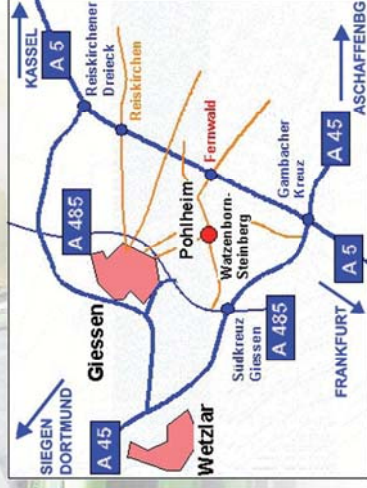 SIEGEN
DORTMUND
KASSEL
A 5
Reiskirchener
Dreieck
Reiskirchen
A 485
Giessen
A 45
Wetzlar
Pohlheim
Fernwald
Watzenborn-
Steinberg
Südkreuz
Giessen
A 485
Gambacher
Kreuz
A 45
A 5
FRANKFURT
ASCHAFFENBG